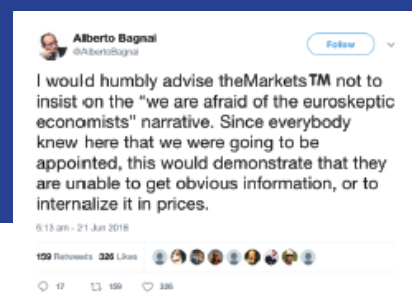 Alberto Bagnai
@AlbertoBagnai
Follow
I would humbly advise theMarkets™ not to
insist on the "we are afraid of the euroskeptic
economists" narrative. Since everybody
knew here that we were going to be
appointed, this would demonstrate that they
are unable to get obvious information, or to
internalize it in prices.
6:13 am - 21 Jun 2018
159 Retweets 326 Likes
17 159 326